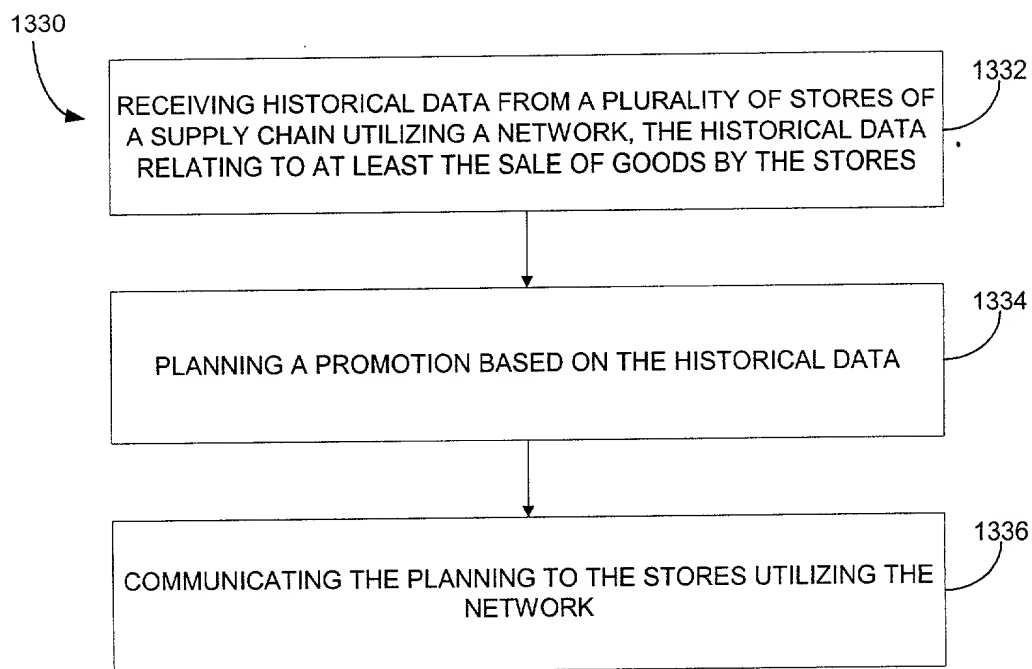 1330
1332
RECEIVING HISTORICAL DATA FROM A PLURALITY OF STORES OF
A SUPPLY CHAIN UTILIZING A NETWORK, THE HISTORICAL DATA
RELATING TO AT LEAST THE SALE OF GOODS BY THE STORES
1334
PLANNING A PROMOTION BASED ON THE HISTORICAL DATA
1336
COMMUNICATING THE PLANNING TO THE STORES UTILIZING THE
NETWORK